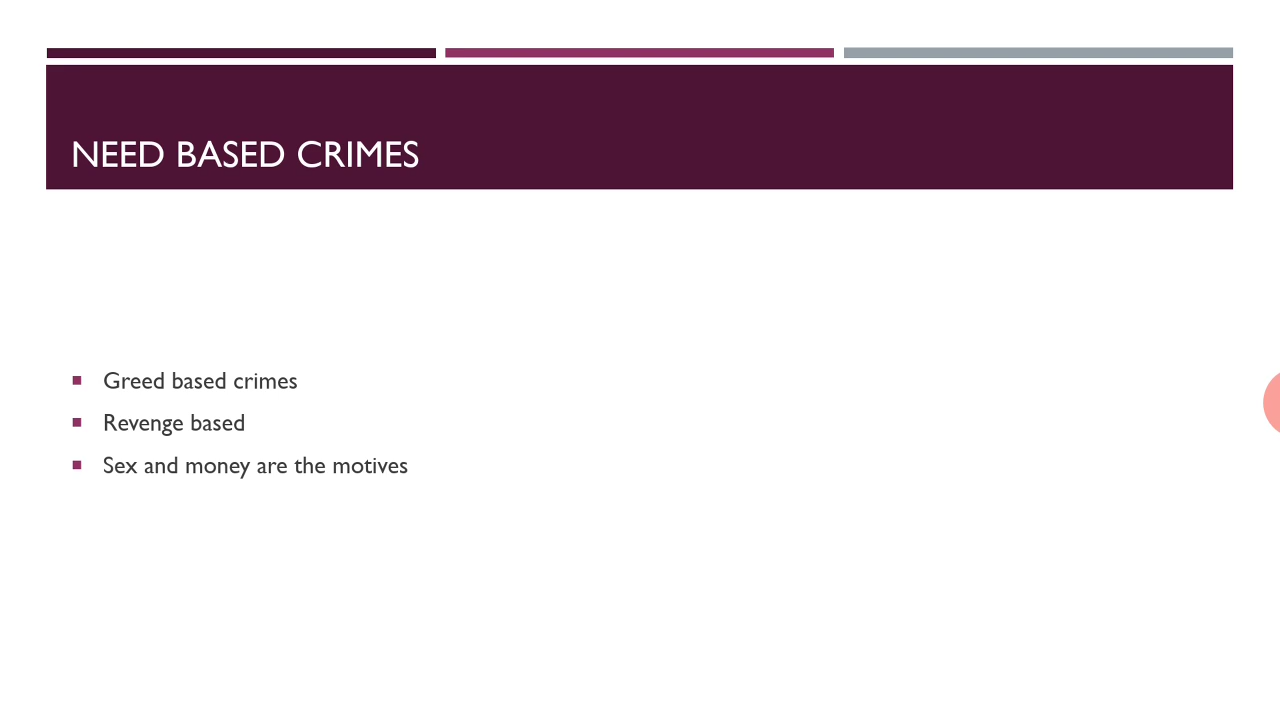 NEED BASED CRIMES
Greed based crimes
Revenge based
Sex and money are the motives